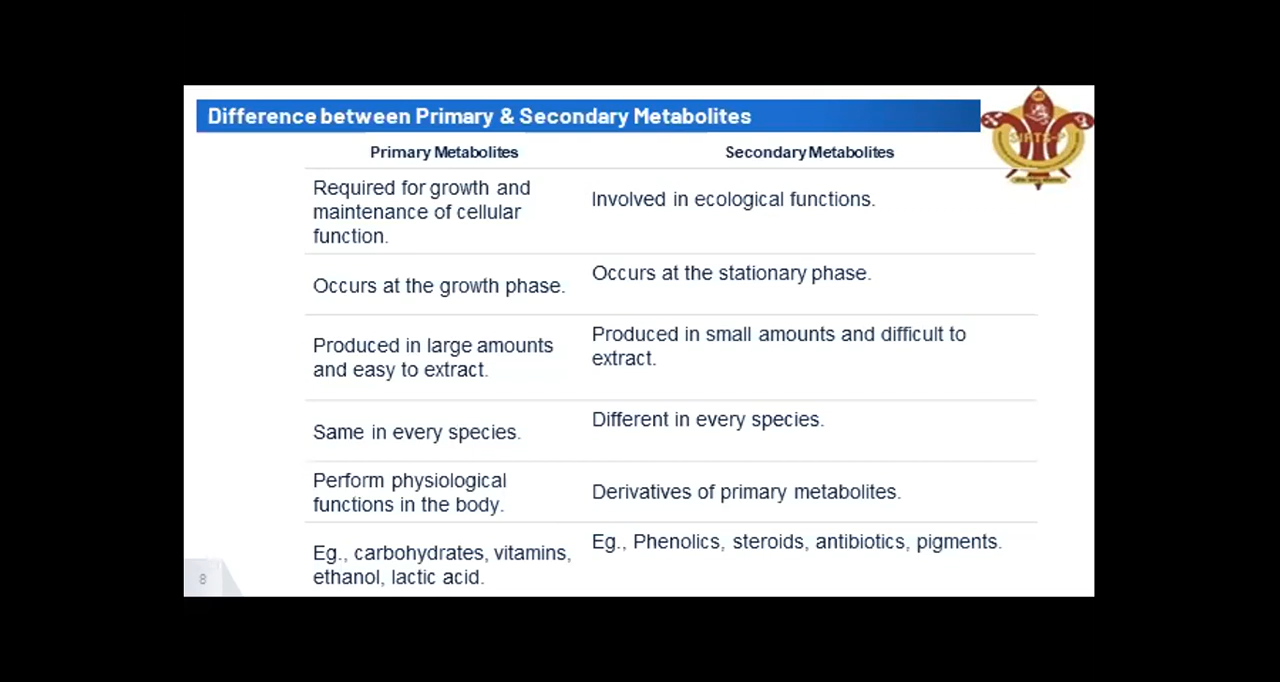 Difference between Primary & Secondary Metabolites
Primary Metabolites
Secondary Metabolites
Required for growth and
maintenance of cellular
function.
Involved in ecological functions.
Occurs at the growth phase.
Occurs at the stationary phase.
Produced in large amounts
and easy to extract.
Produced in small amounts and difficult to
extract.
Same in every species.
Different in every species.
Perform physiological
functions in the body.
Derivatives of primary metabolites.
Eg., carbohydrates, vitamins,
ethanol, lactic acid.
Eg., Phenolics, steroids, antibiotics, pigments.
8